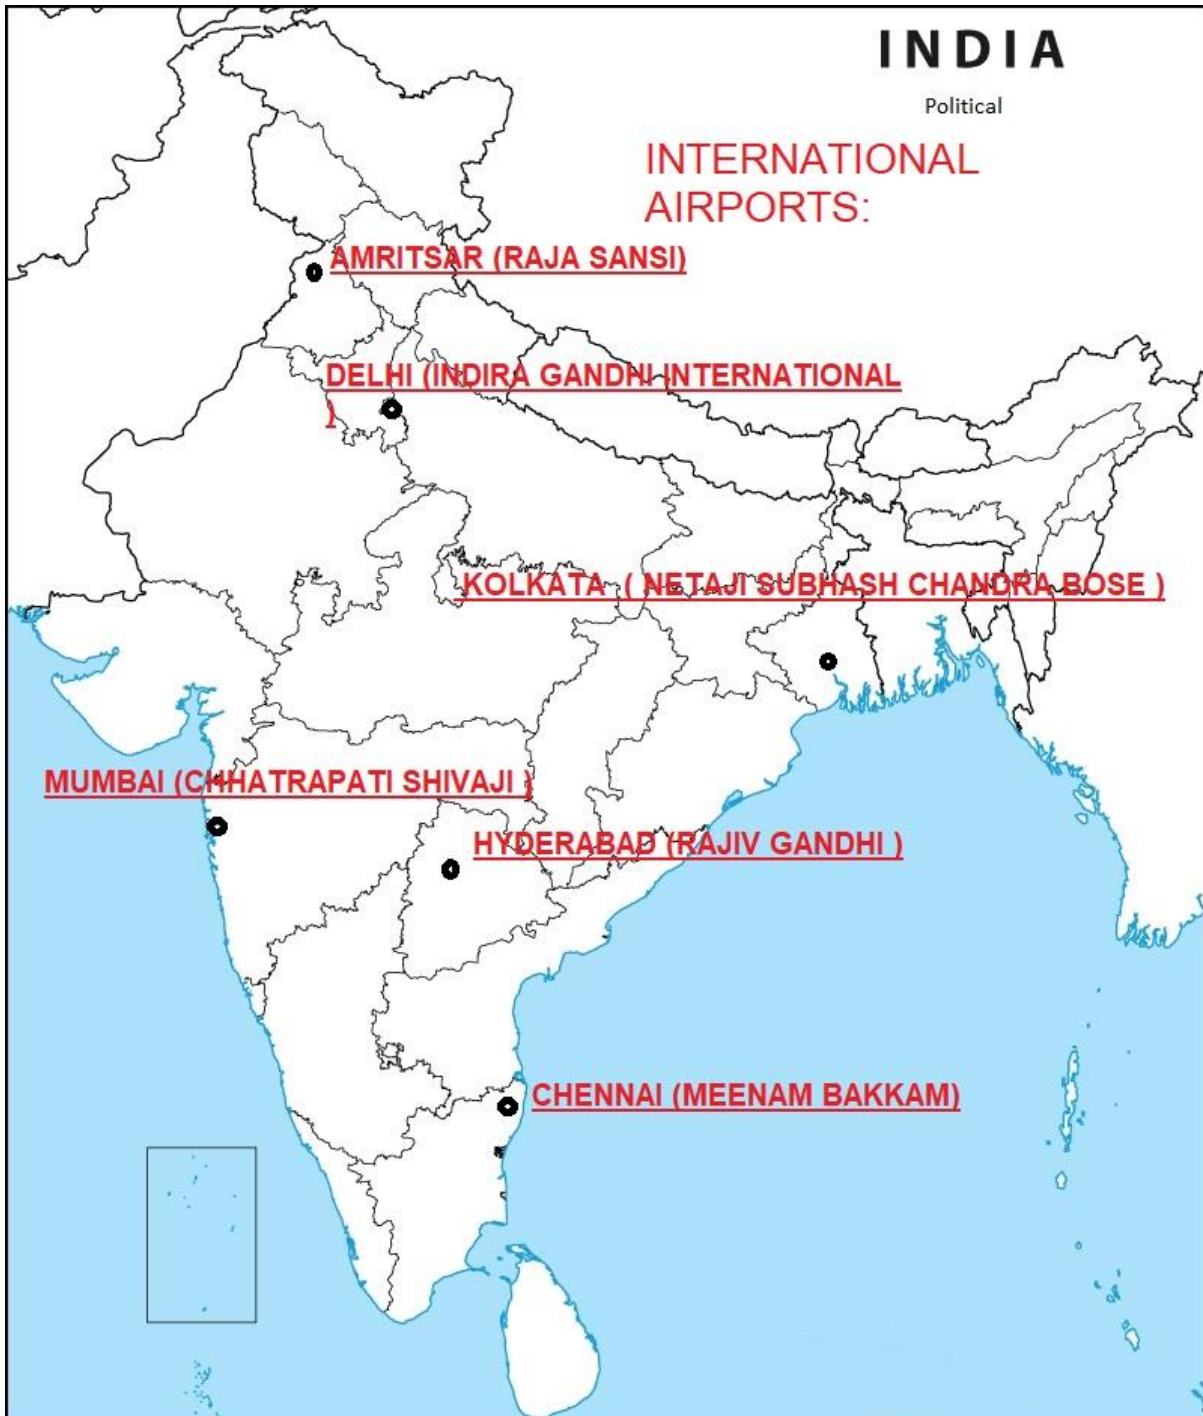 INDIA
Political
INTERNATIONAL
AIRPORTS:
AMRITSAR (RAJA SANSI)
DELHI (INDIRA GANDHI INTERNATIONAL
)
KOLKATA ( NETAJI SUBHASH CHANDRA BOSE )
MUMBAI (CHHATRAPATI SHIVAJI )
HYDERABAD (RAJIV GANDHI )
CHENNAI (MEENAM BAKKAM)